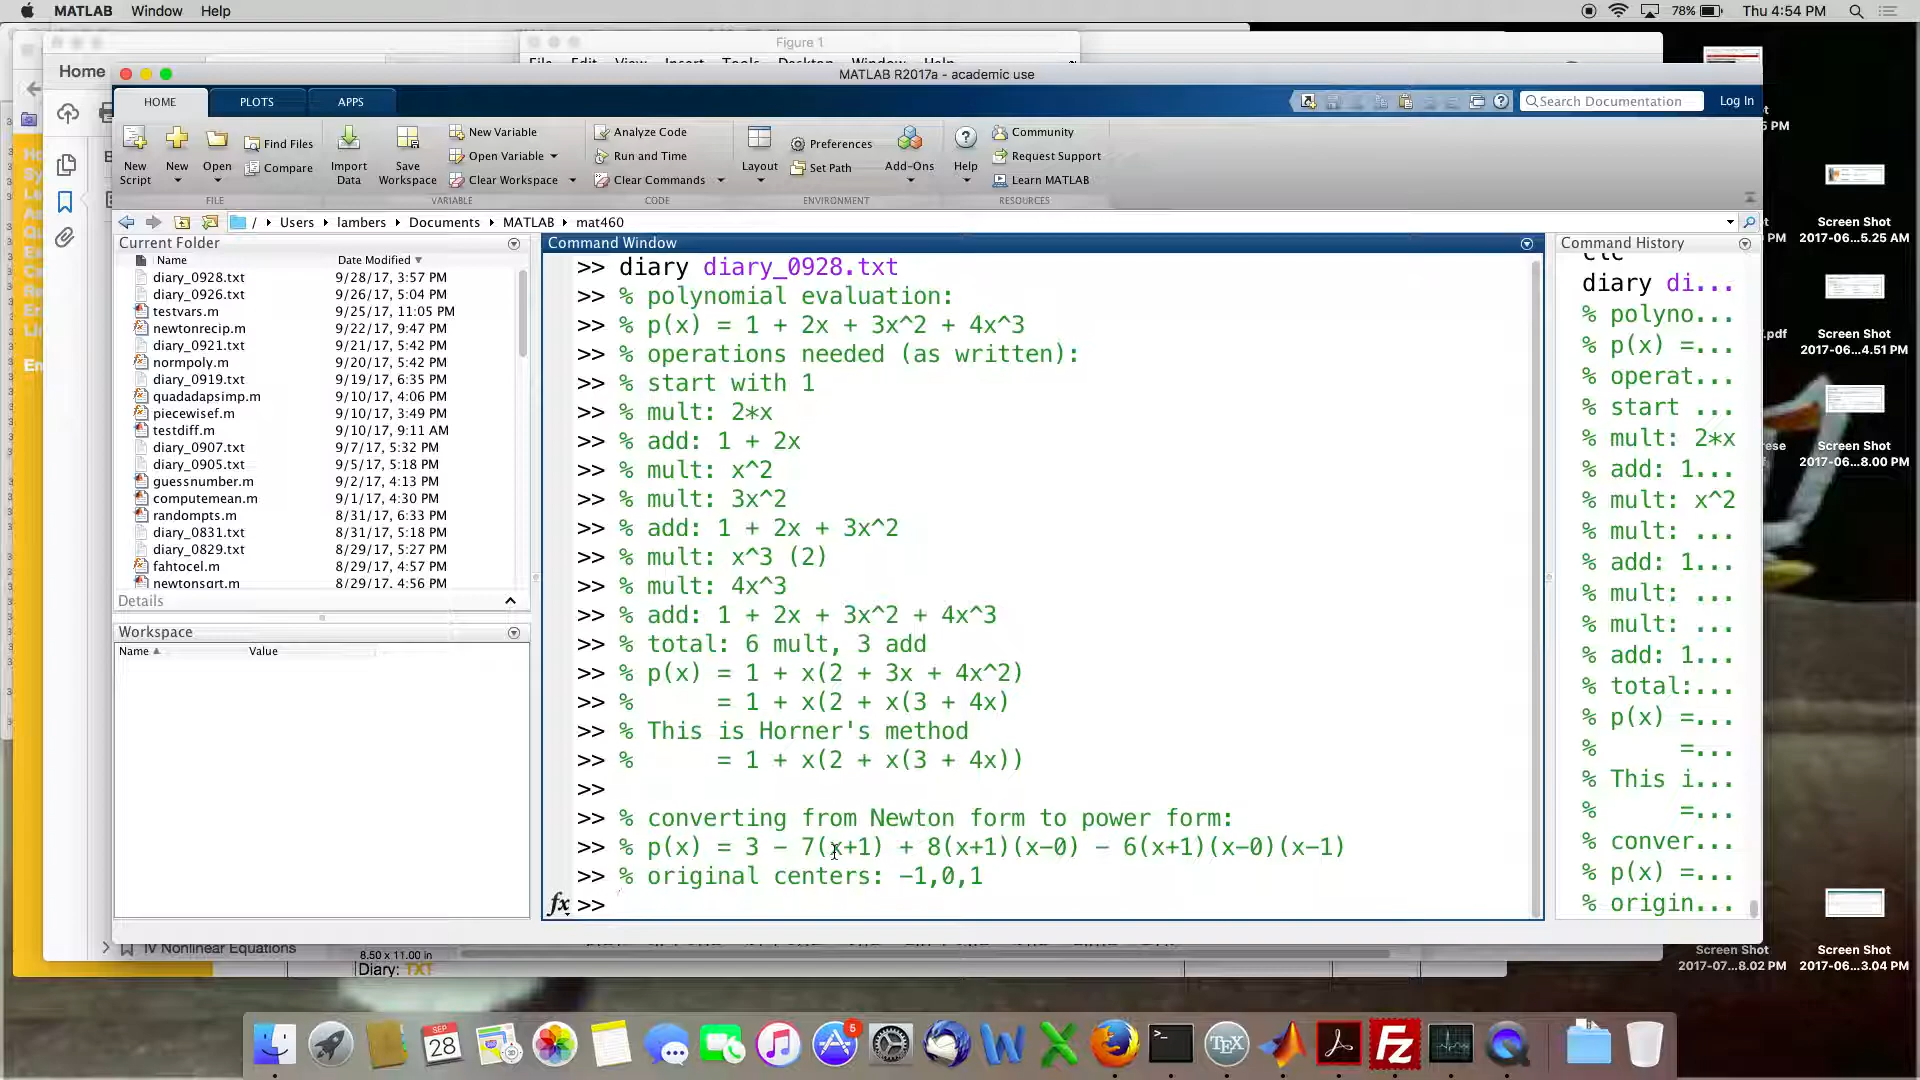 MATLAB Window Help
78% Thu 4:54 PM
Figure 1
Home
MATLAB R2017a - academic use
HOME PLOTS APPS
Search Documentation Log In
New Script
New
Open
Find Files
Compare
Import Data
Save Workspace
New Variable
Open Variable
Clear Workspace
Analyze Code
Run and Time
Clear Commands
Layout
Preferences
Set Path
Add-Ons
Help
Community
Request Support
Learn MATLAB
FILE VARIABLE CODE ENVIRONMENT RESOURCES
/ Users lambers Documents MATLAB mat460
Current Folder
Name Date Modified
diary_0928.txt 9/28/17, 3:57 PM
diary_0926.txt 9/26/17, 5:04 PM
testvars.m 9/25/17, 11:05 PM
newtonrecip.m 9/22/17, 9:47 PM
diary_0921.txt 9/21/17, 5:42 PM
normpoly.m 9/20/17, 5:42 PM
diary_0919.txt 9/19/17, 6:35 PM
quadadapsimp.m 9/10/17, 4:06 PM
piecewisef.m 9/10/17, 3:49 PM
testdiff.m 9/10/17, 9:11 AM
diary_0907.txt 9/7/17, 5:32 PM
diary_0905.txt 9/5/17, 5:18 PM
guessnumber.m 9/2/17, 4:13 PM
computemean.m 9/1/17, 4:30 PM
randompts.m 8/31/17, 6:33 PM
diary_0831.txt 8/31/17, 5:18 PM
diary_0829.txt 8/29/17, 5:27 PM
fahtocel.m 8/29/17, 4:57 PM
newtonsqrt.m 8/29/17, 4:56 PM
Details
Workspace
Name Value
Command Window
>> diary diary_0928.txt
>> % polynomial evaluation:
>> % p(x) = 1 + 2x + 3x^2 + 4x^3
>> % operations needed (as written):
>> % start with 1
>> % mult: 2*x
>> % add: 1 + 2x
>> % mult: x^2
>> % mult: 3x^2
>> % add: 1 + 2x + 3x^2
>> % mult: x^3 (2)
>> % mult: 4x^3
>> % add: 1 + 2x + 3x^2 + 4x^3
>> % total: 6 mult, 3 add
>> % p(x) = 1 + x(2 + 3x + 4x^2)
>> % = 1 + x(2 + x(3 + 4x)
>> % This is Horner's method
>> % = 1 + x(2 + x(3 + 4x))
>>
>> % converting from Newton form to power form:
>> % p(x) = 3 - 7(x+1) + 8(x+1)(x-0) - 6(x+1)(x-0)(x-1)
>> % original centers: -1,0,1
fx >>
Command History
clc
diary di...
% polyno...
% p(x) =...
% operat...
% start ...
% mult: 2*x
% add: 1...
% mult: x^2
% mult: ...
% add: 1...
% mult: ...
% mult: ...
% add: 1...
% total:...
% p(x) =...
% =...
% This i...
% =...
% conver...
% p(x) =...
% origin...
Screen Shot
2017-06...5.25 AM
Screen Shot
2017-06...4.51 PM
Screen Shot
2017-06...8.00 PM
Screen Shot
2017-07...8.02 PM
Screen Shot
2017-06...3.04 PM
IV Nonlinear Equations
8.50 x 11.00 in
Diary: TXT
SEP
28
5